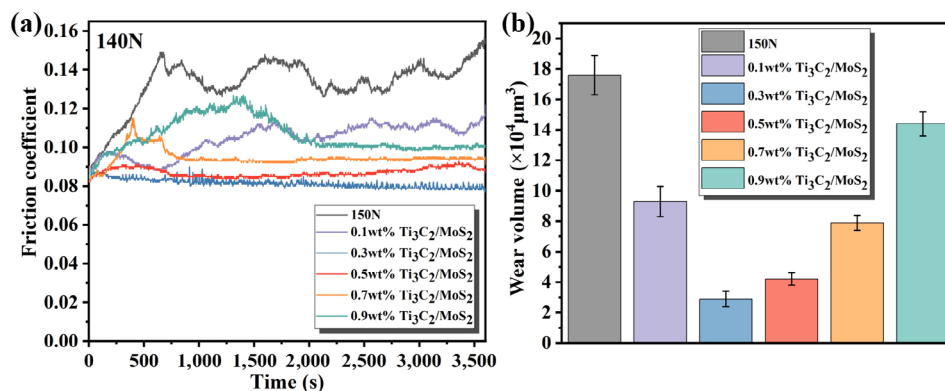 (a)
140N
Friction coefficient
0.16
0.14
0.12
0.10
0.08
0.06
0.04
0.02
0.00
150N
0.1wt% Ti₃C₂/MoS₂
0.3wt% Ti₃C₂/MoS₂
0.5wt% Ti₃C₂/MoS₂
0.7wt% Ti₃C₂/MoS₂
0.9wt% Ti₃C₂/MoS₂
0 500 1,000 1,500 2,000 2,500 3,000 3,500
Time (s)
(b)
Wear volume (×10⁴μm³)
20
18
16
14
12
10
8
6
4
2
0
150N
0.1wt% Ti₃C₂/MoS₂
0.3wt% Ti₃C₂/MoS₂
0.5wt% Ti₃C₂/MoS₂
0.7wt% Ti₃C₂/MoS₂
0.9wt% Ti₃C₂/MoS₂